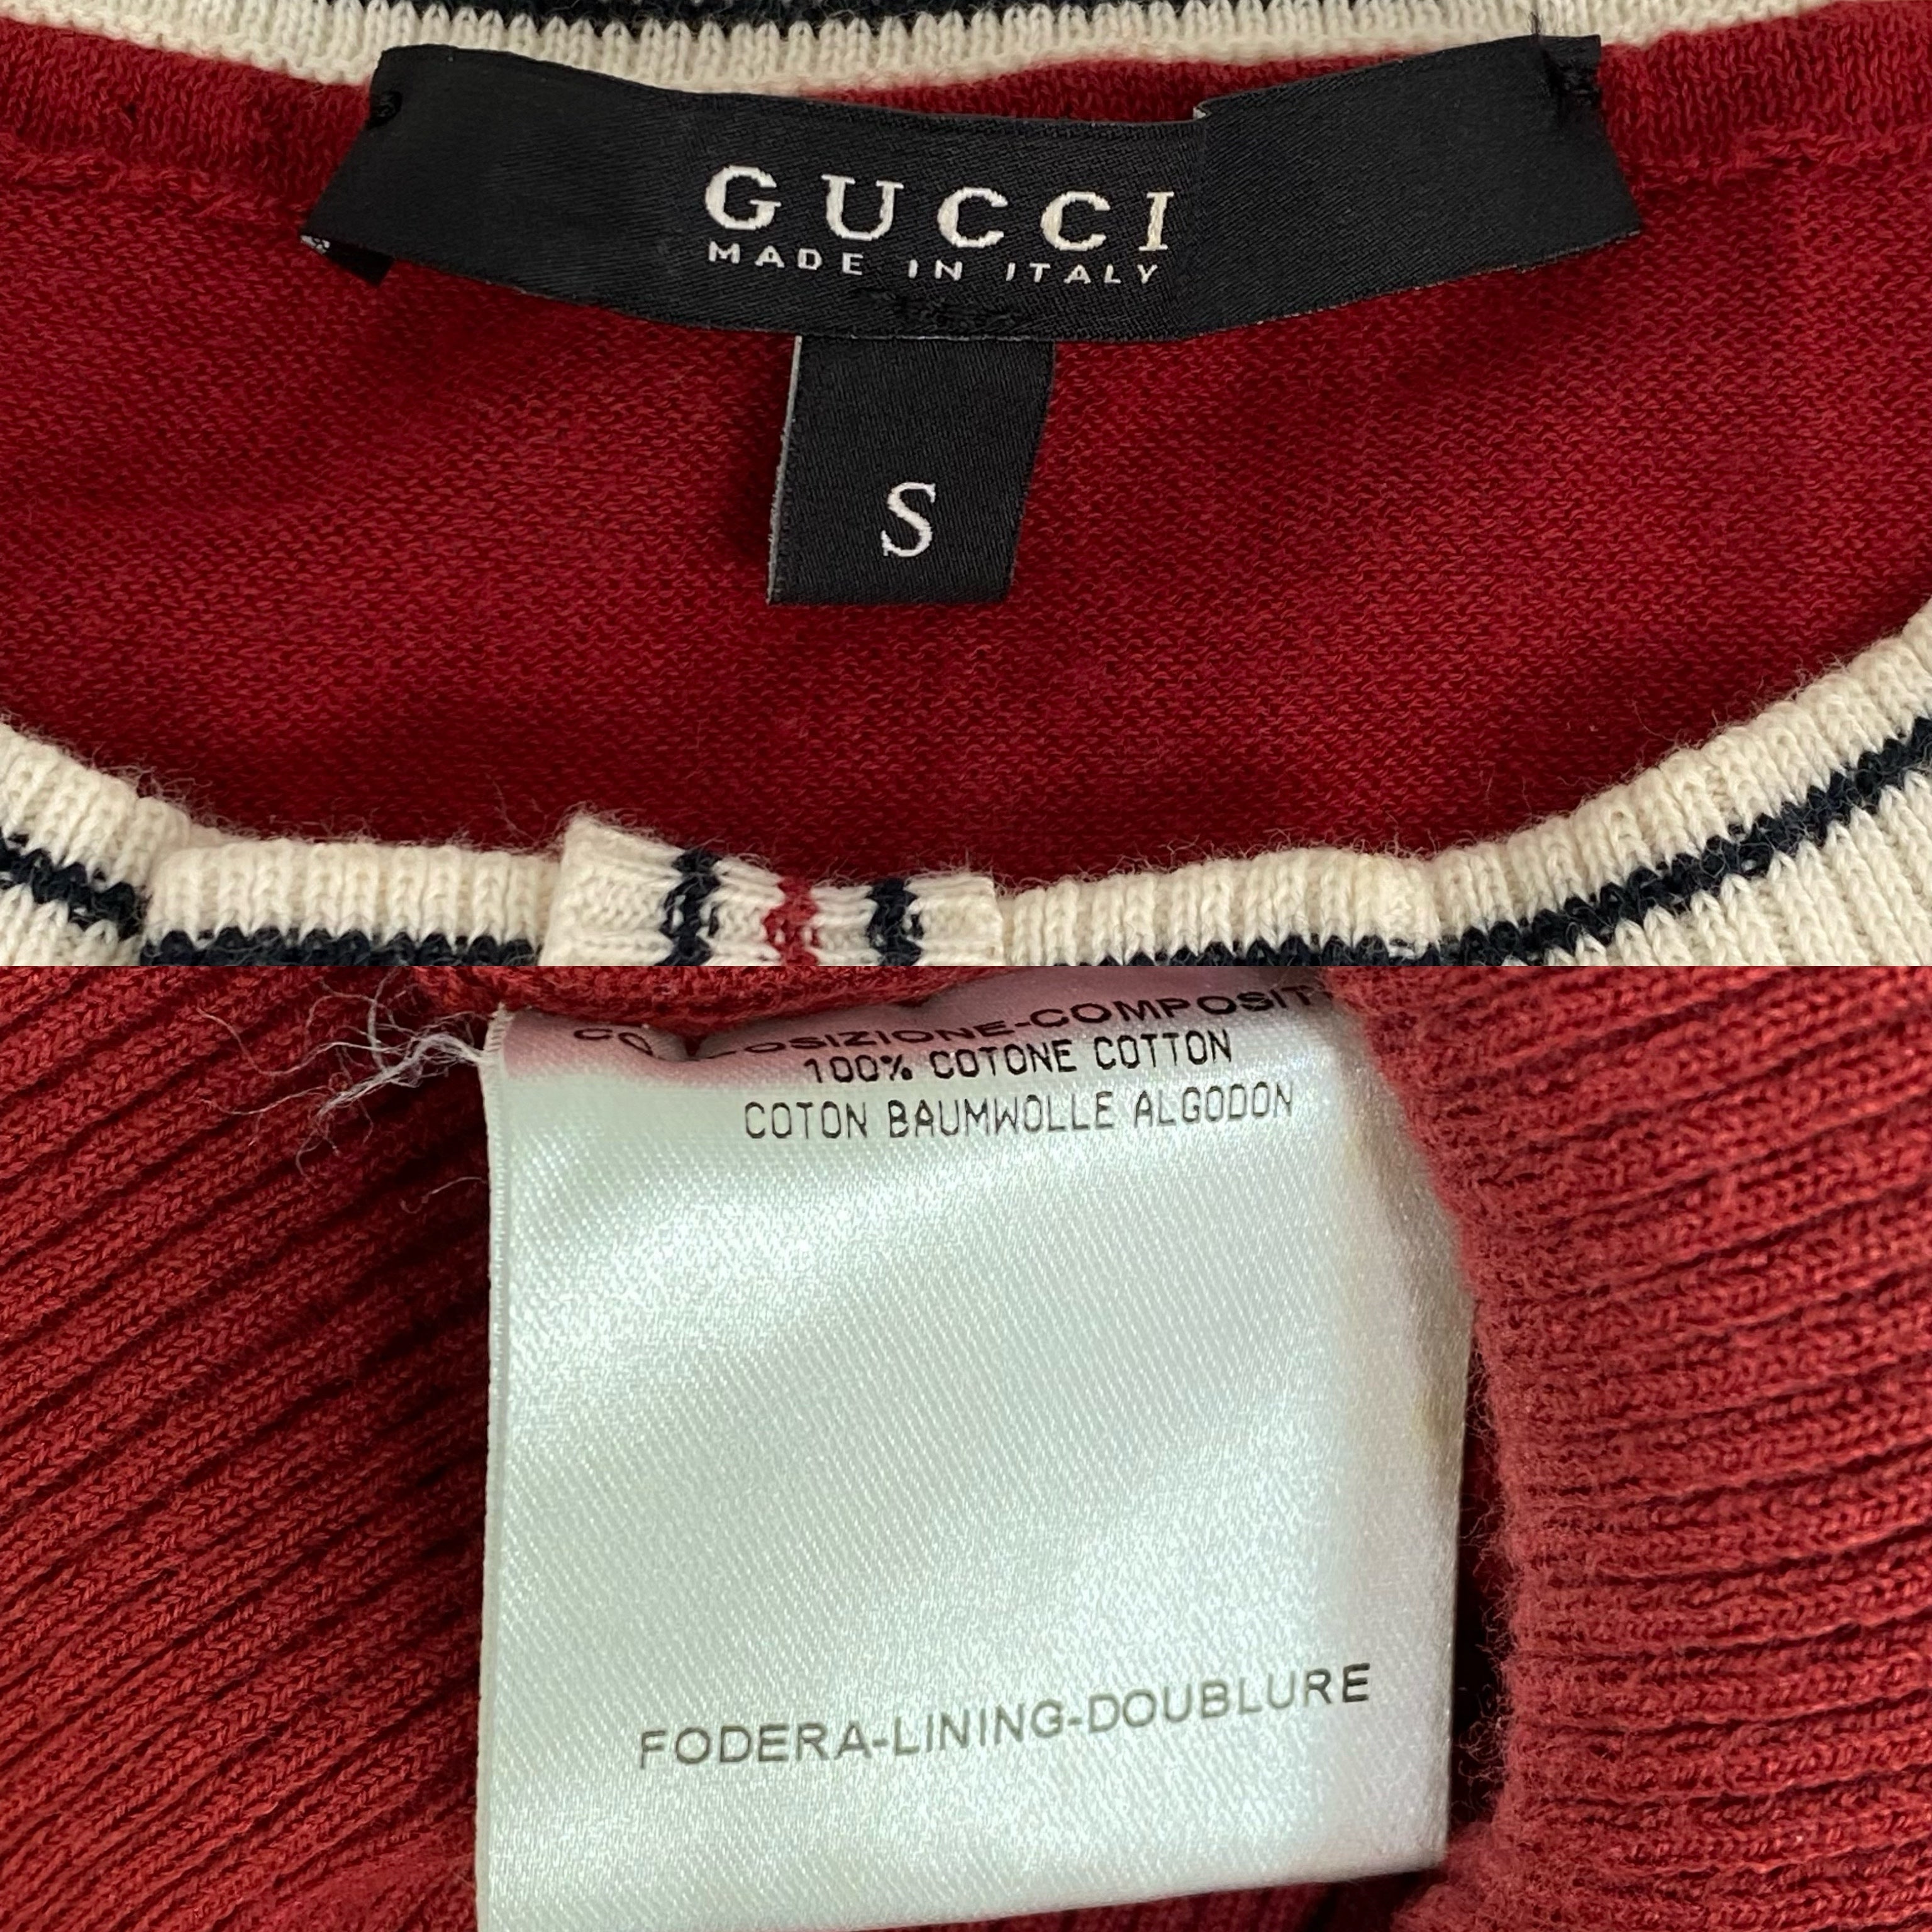 GUCCI
MADE IN ITALY
S
100% COTONE COTTON
COTON BAUMWOLLE ALGODON
FODERA-LINING-DOUBLURE